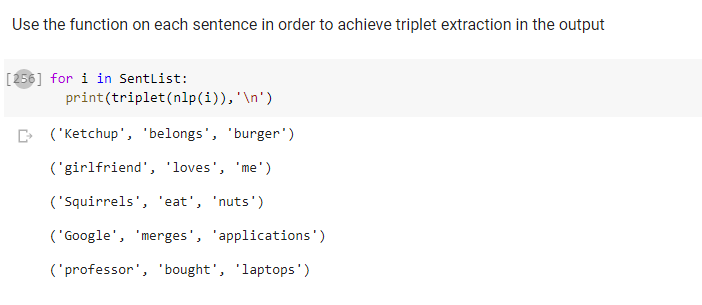 Use the function on each sentence in order to achieve triplet extraction in the output
[256] for i in SentList:
print(triplet(nlp(i)),'\n')
('Ketchup', 'belongs', 'burger')
('girlfriend', 'loves', 'me')
('Squirrels', 'eat', 'nuts')
('Google', 'merges', 'applications')
('professor', 'bought', 'laptops')